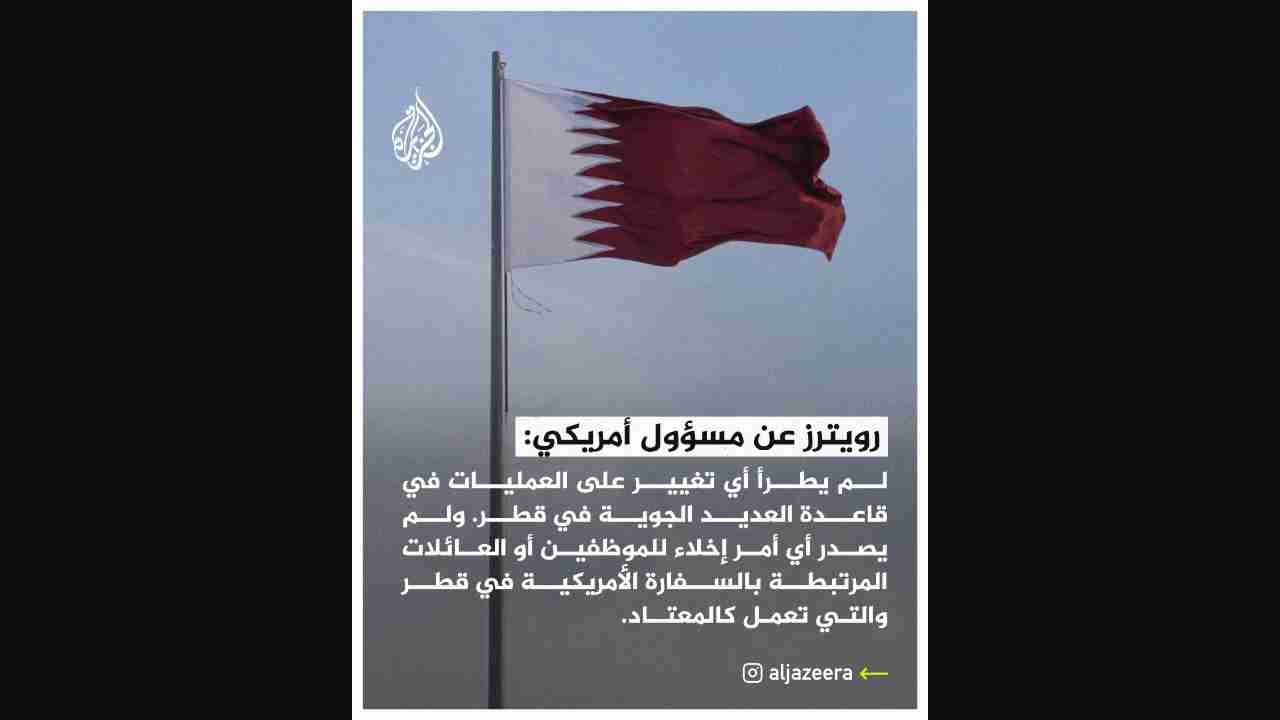 الجزيرة
رويترز عن مسؤول أمريكي:
لم يطرأ أي تغيير على العمليات في
قاعدة العديد الجوية في قطر. ولم
يصدر أي أمر إخلاء للموظفين أو العائلات
المرتبطة بالسفارة الأمريكية في قطر
والتي تعمل كالمعتاد.
aljazeera